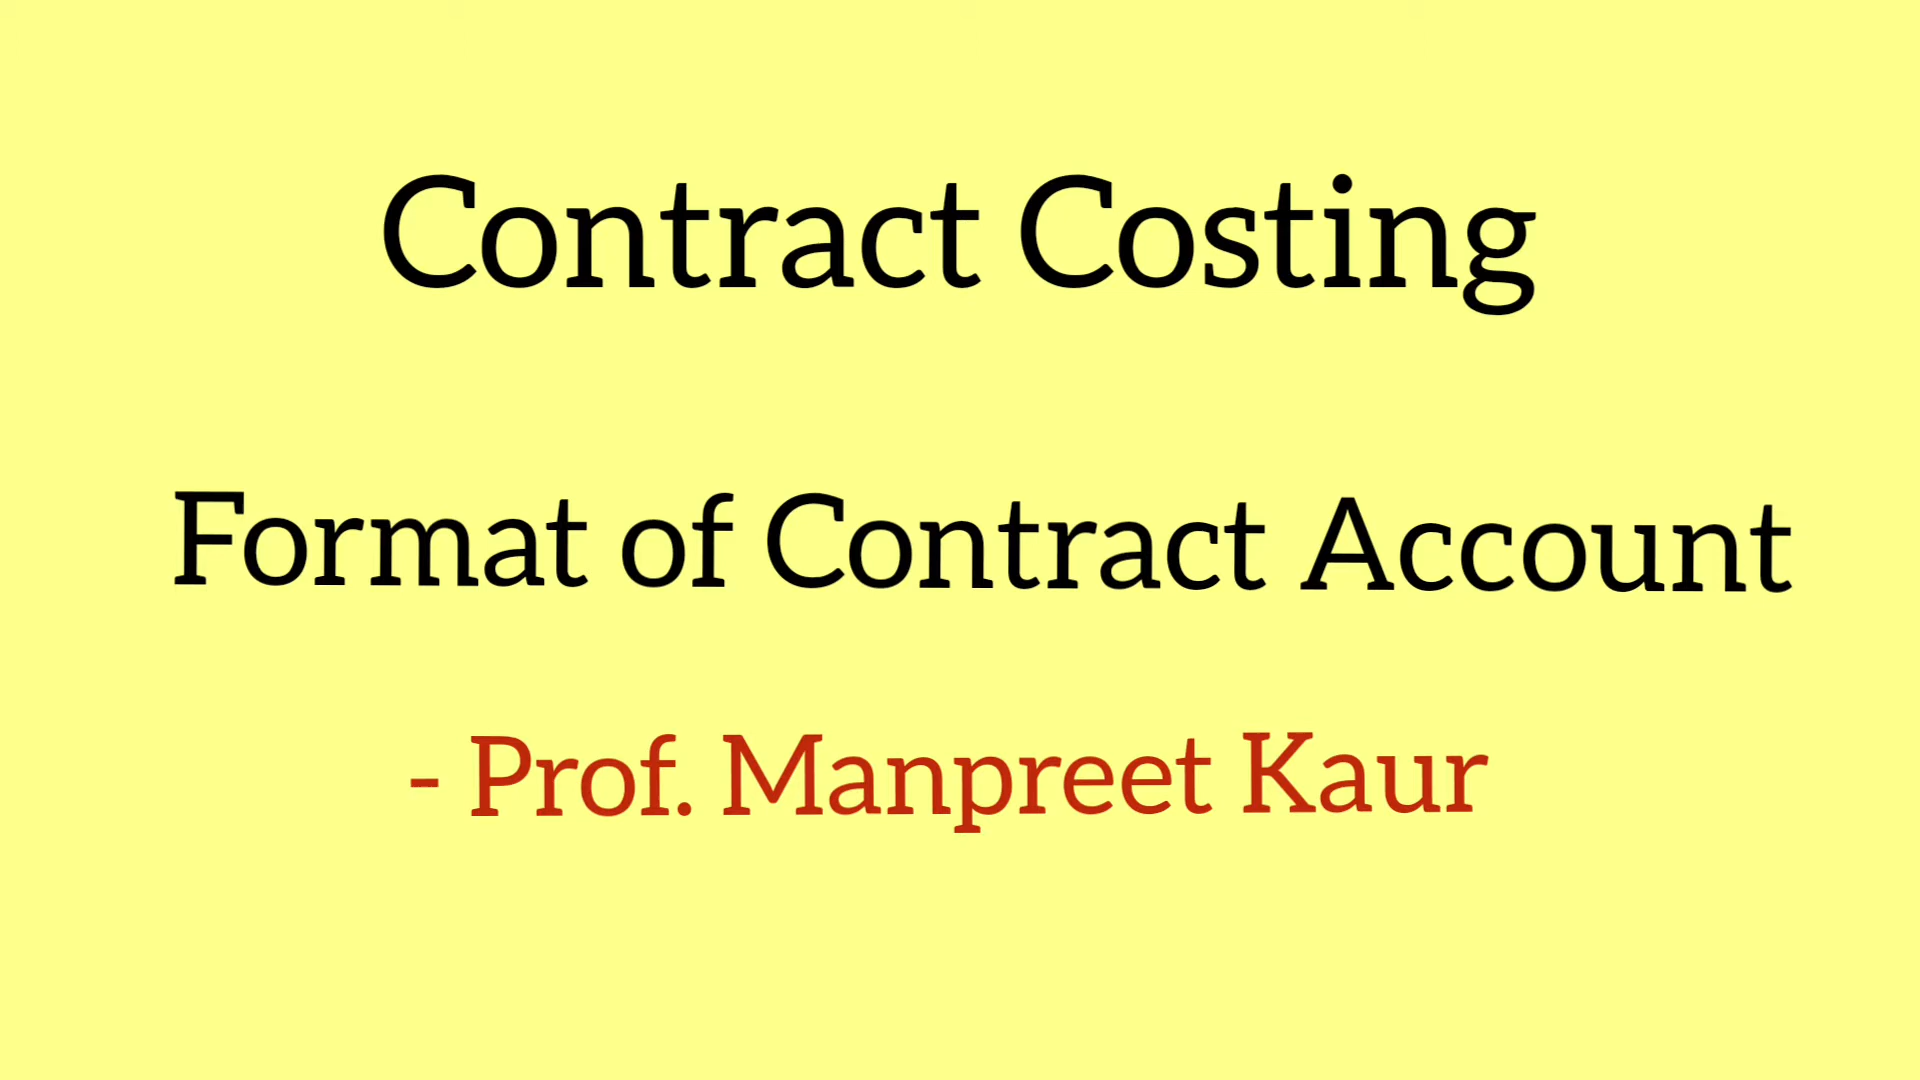 Contract Costing
Format of Contract Account
- Prof. Manpreet Kaur